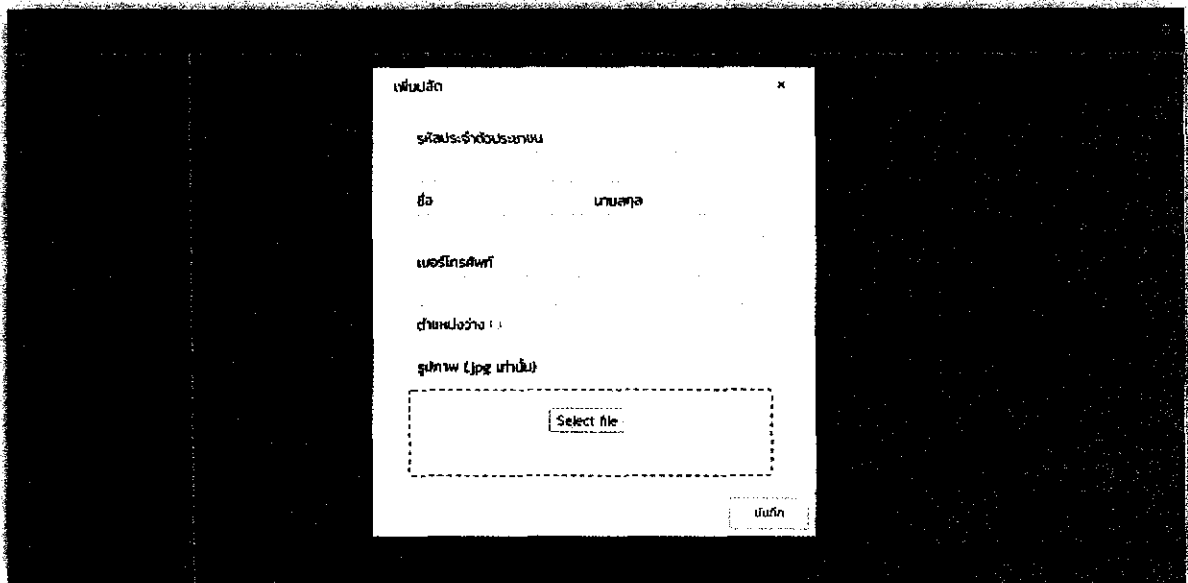 เพิ่มปลัด ×
รหัสประจำตัวประชาชน
ชื่อ นามสกุล
เบอร์โทรศัพท์
ตำแหน่งว่าง
รูปภาพ (.jpg เท่านั้น)
Select file
บันทึก